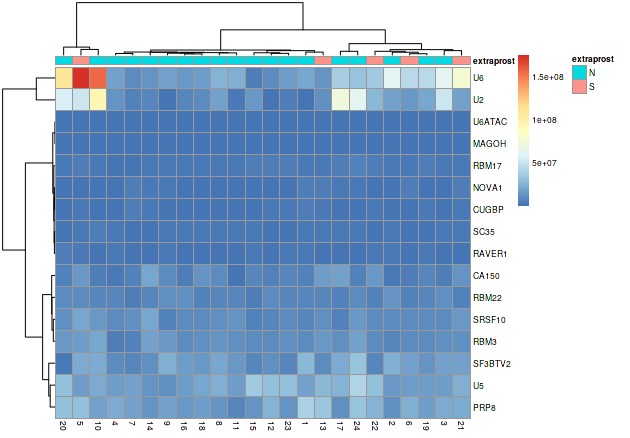 extraprost
U6
U2
U6ATAC
MAGOH
RBM17
NOVA1
CUGBP
SC35
RAVER1
CA150
RBM22
SRSF10
RBM3
SF3BTV2
U5
PRP8
20 5 10 4 7 14 9 16 18 8 11 15 12 23 1 13 17 24 22 2 6 19 3 21
1.5e+08
1e+08
5e+07
extraprost
N
S